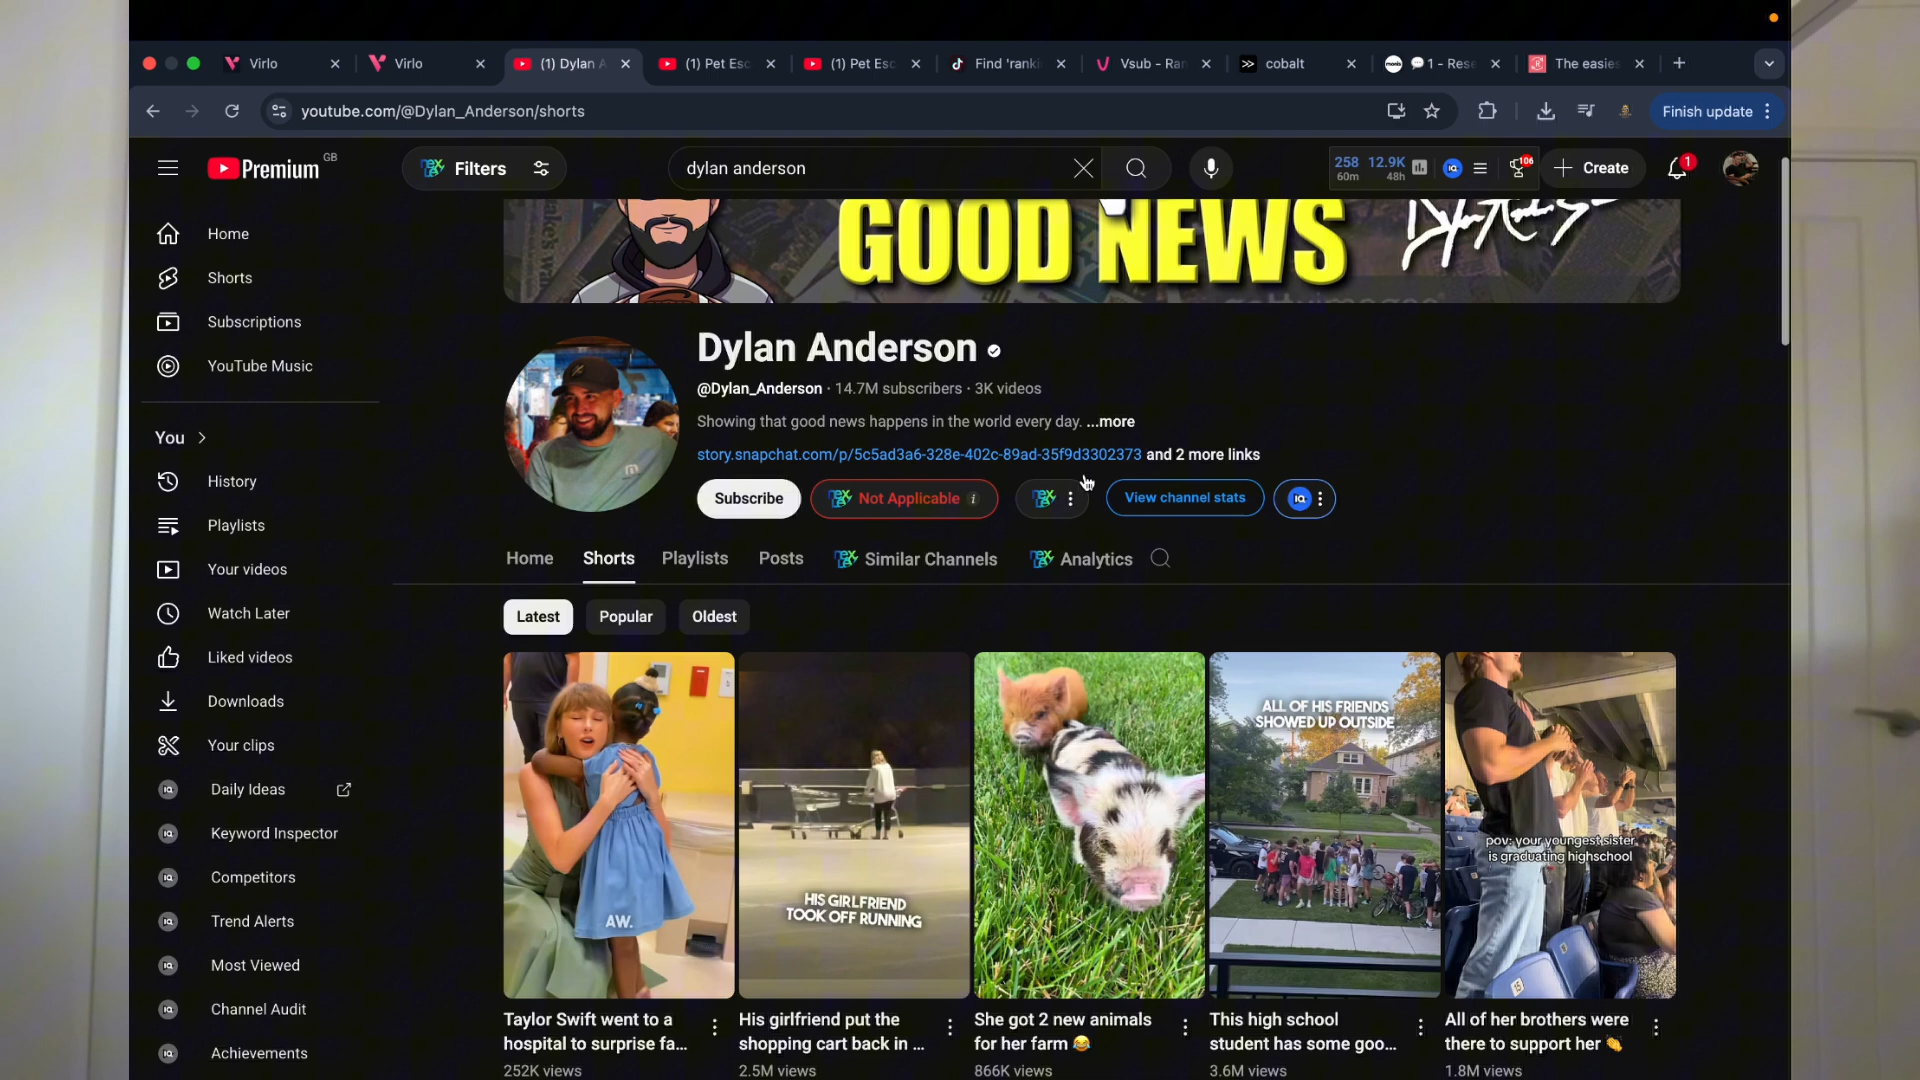 Virlo
Virlo
(1) Dylan A
(1) Pet Esc
(1) Pet Esc
Find 'ranki
Vsub - Ran
cobalt
1 - Rese
The easies
youtube.com/@Dylan_Anderson/shorts
Finish update
Premium GB
Filters
dylan anderson
258 60m
12.9K 48h
106
Create
1
GOOD NEWS
Home
Shorts
Subscriptions
YouTube Music
You
History
Playlists
Your videos
Watch Later
Liked videos
Downloads
Your clips
Daily Ideas
Keyword Inspector
Competitors
Trend Alerts
Most Viewed
Channel Audit
Achievements
Dylan Anderson
@Dylan_Anderson · 14.7M subscribers · 3K videos
Showing that good news happens in the world every day. ...more
story.snapchat.com/p/5c5ad3a6-328e-402c-89ad-35f9d3302373 and 2 more links
Subscribe
Not Applicable
View channel stats
Home
Shorts
Playlists
Posts
Similar Channels
Analytics
Latest
Popular
Oldest
AW.
HIS GIRLFRIEND
TOOK OFF RUNNING
ALL OF HIS FRIENDS
SHOWED UP OUTSIDE
pov: your youngest sister
is graduating highschool
15
Taylor Swift went to a
hospital to surprise fa...
252K views
His girlfriend put the
shopping cart back in ...
2.5M views
She got 2 new animals
for her farm 😂
866K views
This high school
student has some goo...
3.6M views
All of her brothers were
there to support her 👏
1.8M views